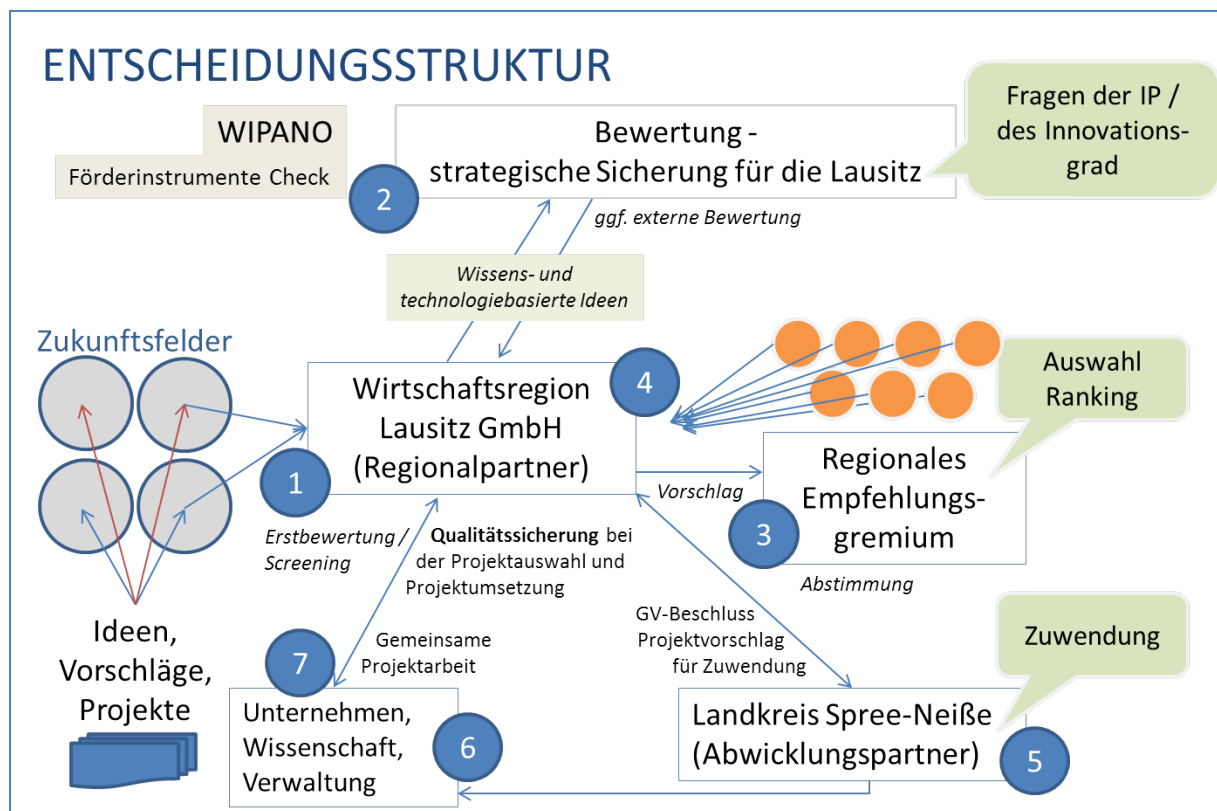 ENTSCHEIDUNGSSTRUKTUR
WIPANO
Förderinstrumente Check
2
Bewertung -
strategische Sicherung für die Lausitz
Fragen der IP /
des Innovations-
grad
ggf. externe Bewertung
Wissens- und
technologiebasierte Ideen
Zukunftsfelder
Wirtschaftsregion
Lausitz GmbH
(Regionalpartner)
4
1
Auswahl
Ranking
Vorschlag
Regionales
Empfehlungs-
gremium
3
Abstimmung
Erstbewertung /
Screening
Qualitätssicherung bei
der Projektauswahl und
Projektumsetzung
Ideen,
Vorschläge,
Projekte
Gemeinsame
Projektarbeit
GV-Beschluss
Projektvorschlag
für Zuwendung
Zuwendung
7
Unternehmen,
Wissenschaft,
Verwaltung
6
Landkreis Spree-Neiße
(Abwicklungspartner)
5